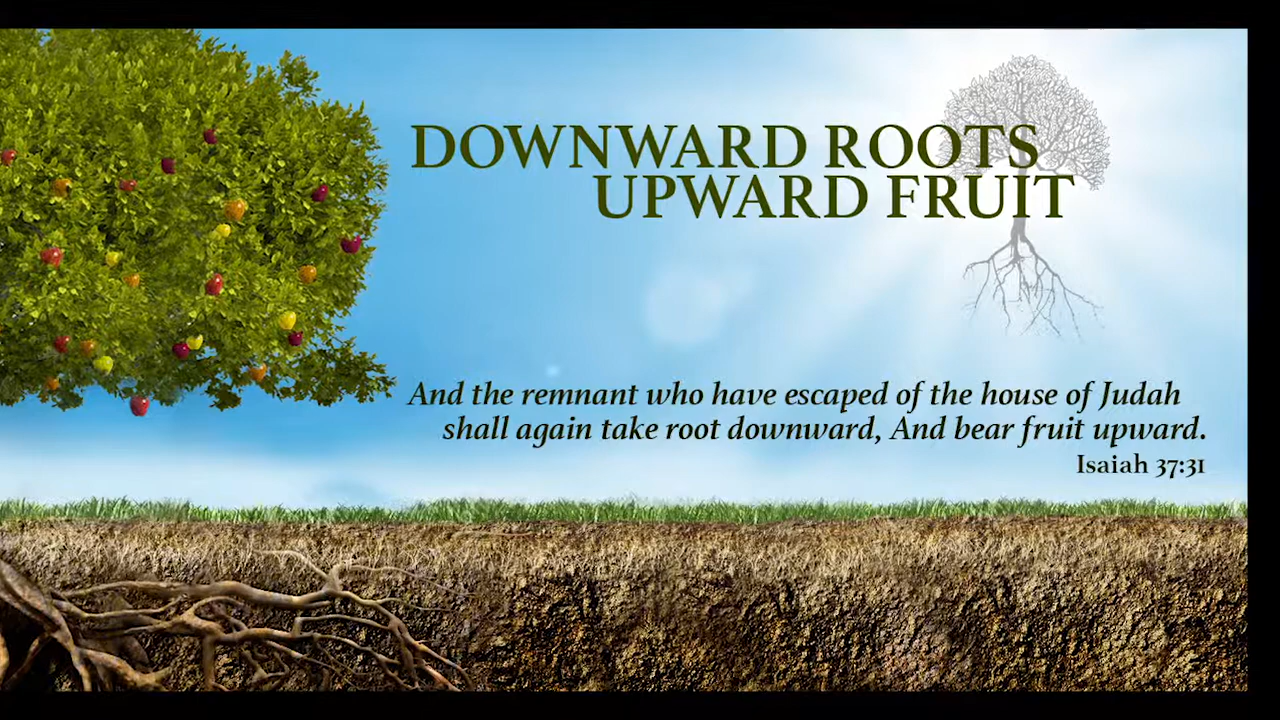 DOWNWARD ROOTS
UPWARD FRUIT
And the remnant who have escaped of the house of Judah
shall again take root downward, And bear fruit upward.
Isaiah 37:31